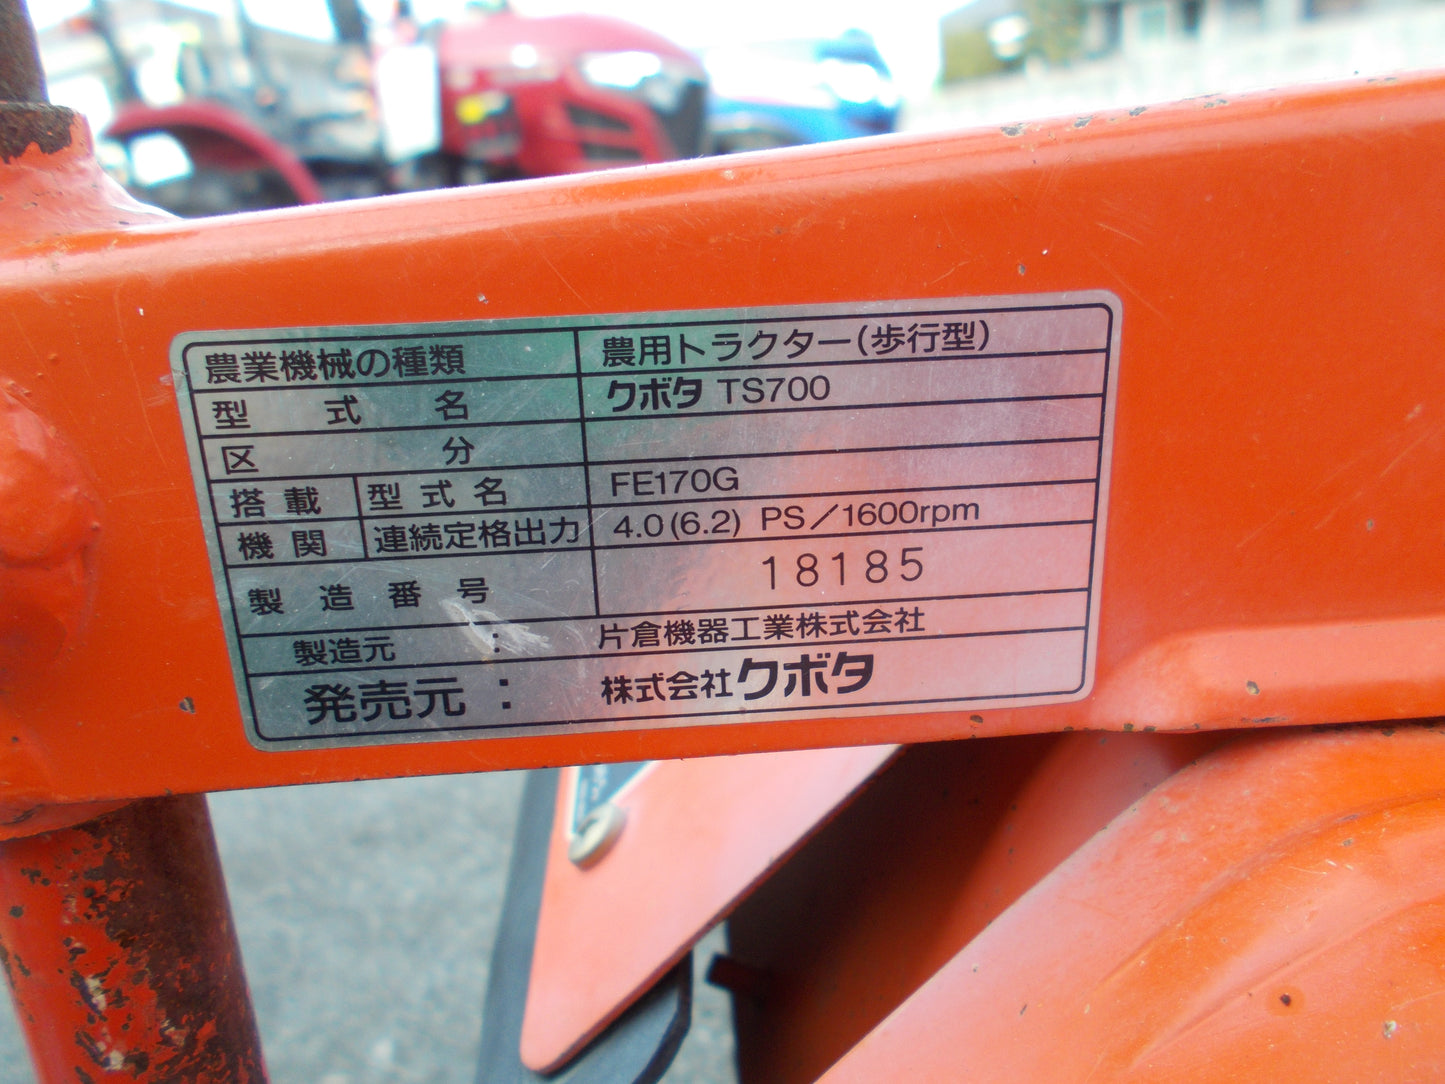 農業機械の種類 農用トラクター(歩行型)
型式名 クボタ TS700
区分
搭載機関 型式名 FE170G
連続定格出力 4.0(6.2) PS/1600rpm
製造番号 18185
製造元 : 片倉機器工業株式会社
発売元 : 株式会社クボタ